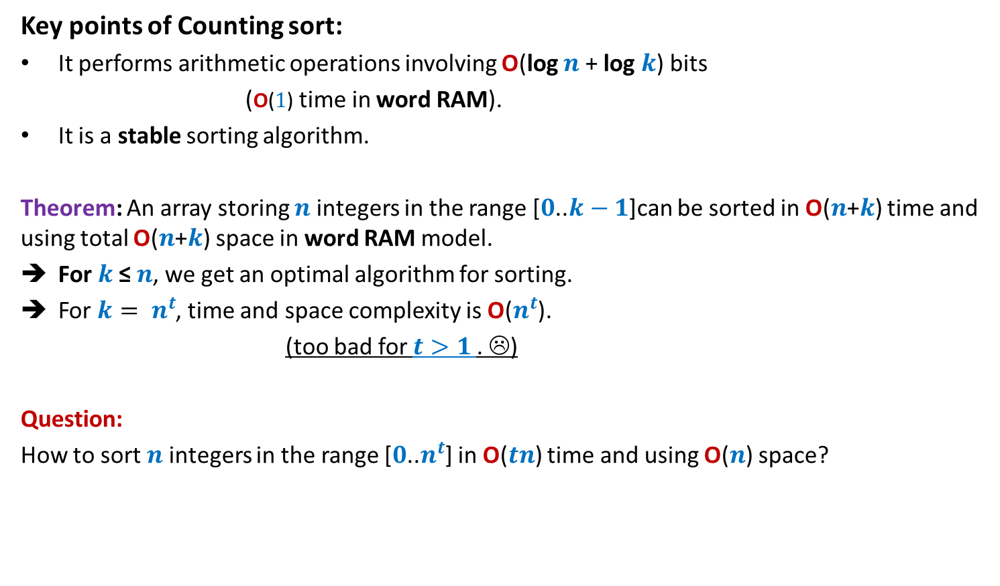 Key points of Counting sort:
• It performs arithmetic operations involving O(log n + log k) bits
(O(1) time in word RAM).
• It is a stable sorting algorithm.
Theorem: An array storing n integers in the range [0..k − 1]can be sorted in O(n+k) time and
using total O(n+k) space in word RAM model.
➔ For k ≤ n, we get an optimal algorithm for sorting.
➔ For k = nᵗ, time and space complexity is O(nᵗ).
(too bad for t > 1 . ☹)
Question:
How to sort n integers in the range [0..nᵗ] in O(tn) time and using O(n) space?